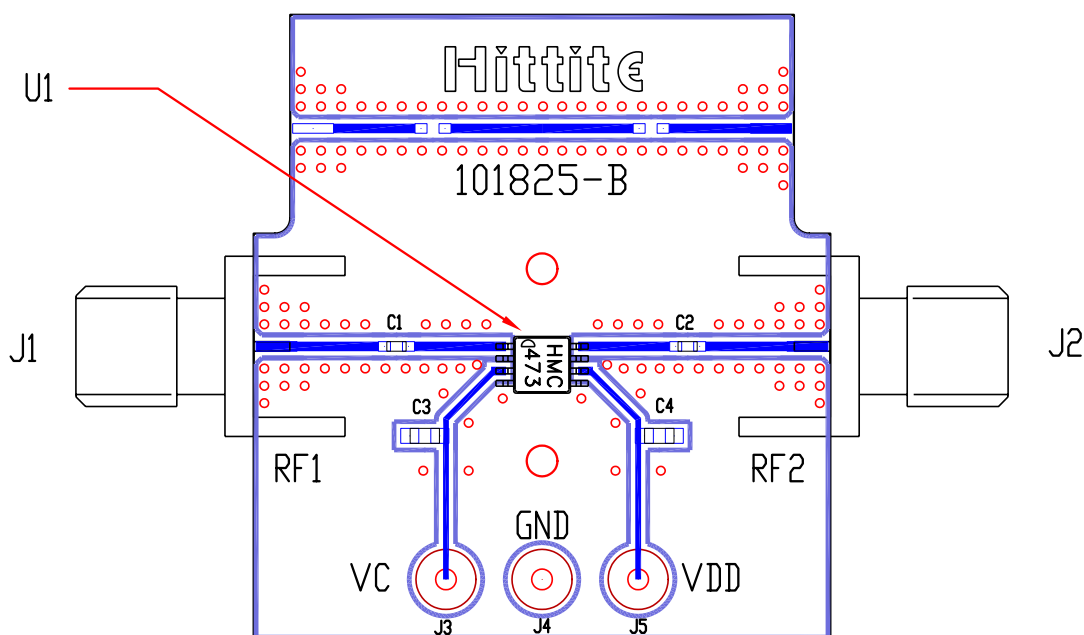 Hittite
U1
101825-B
C1
C2
J1
HMC
473
J2
C3
C4
RF1
RF2
GND
VC
VDD
J3
J4
J5